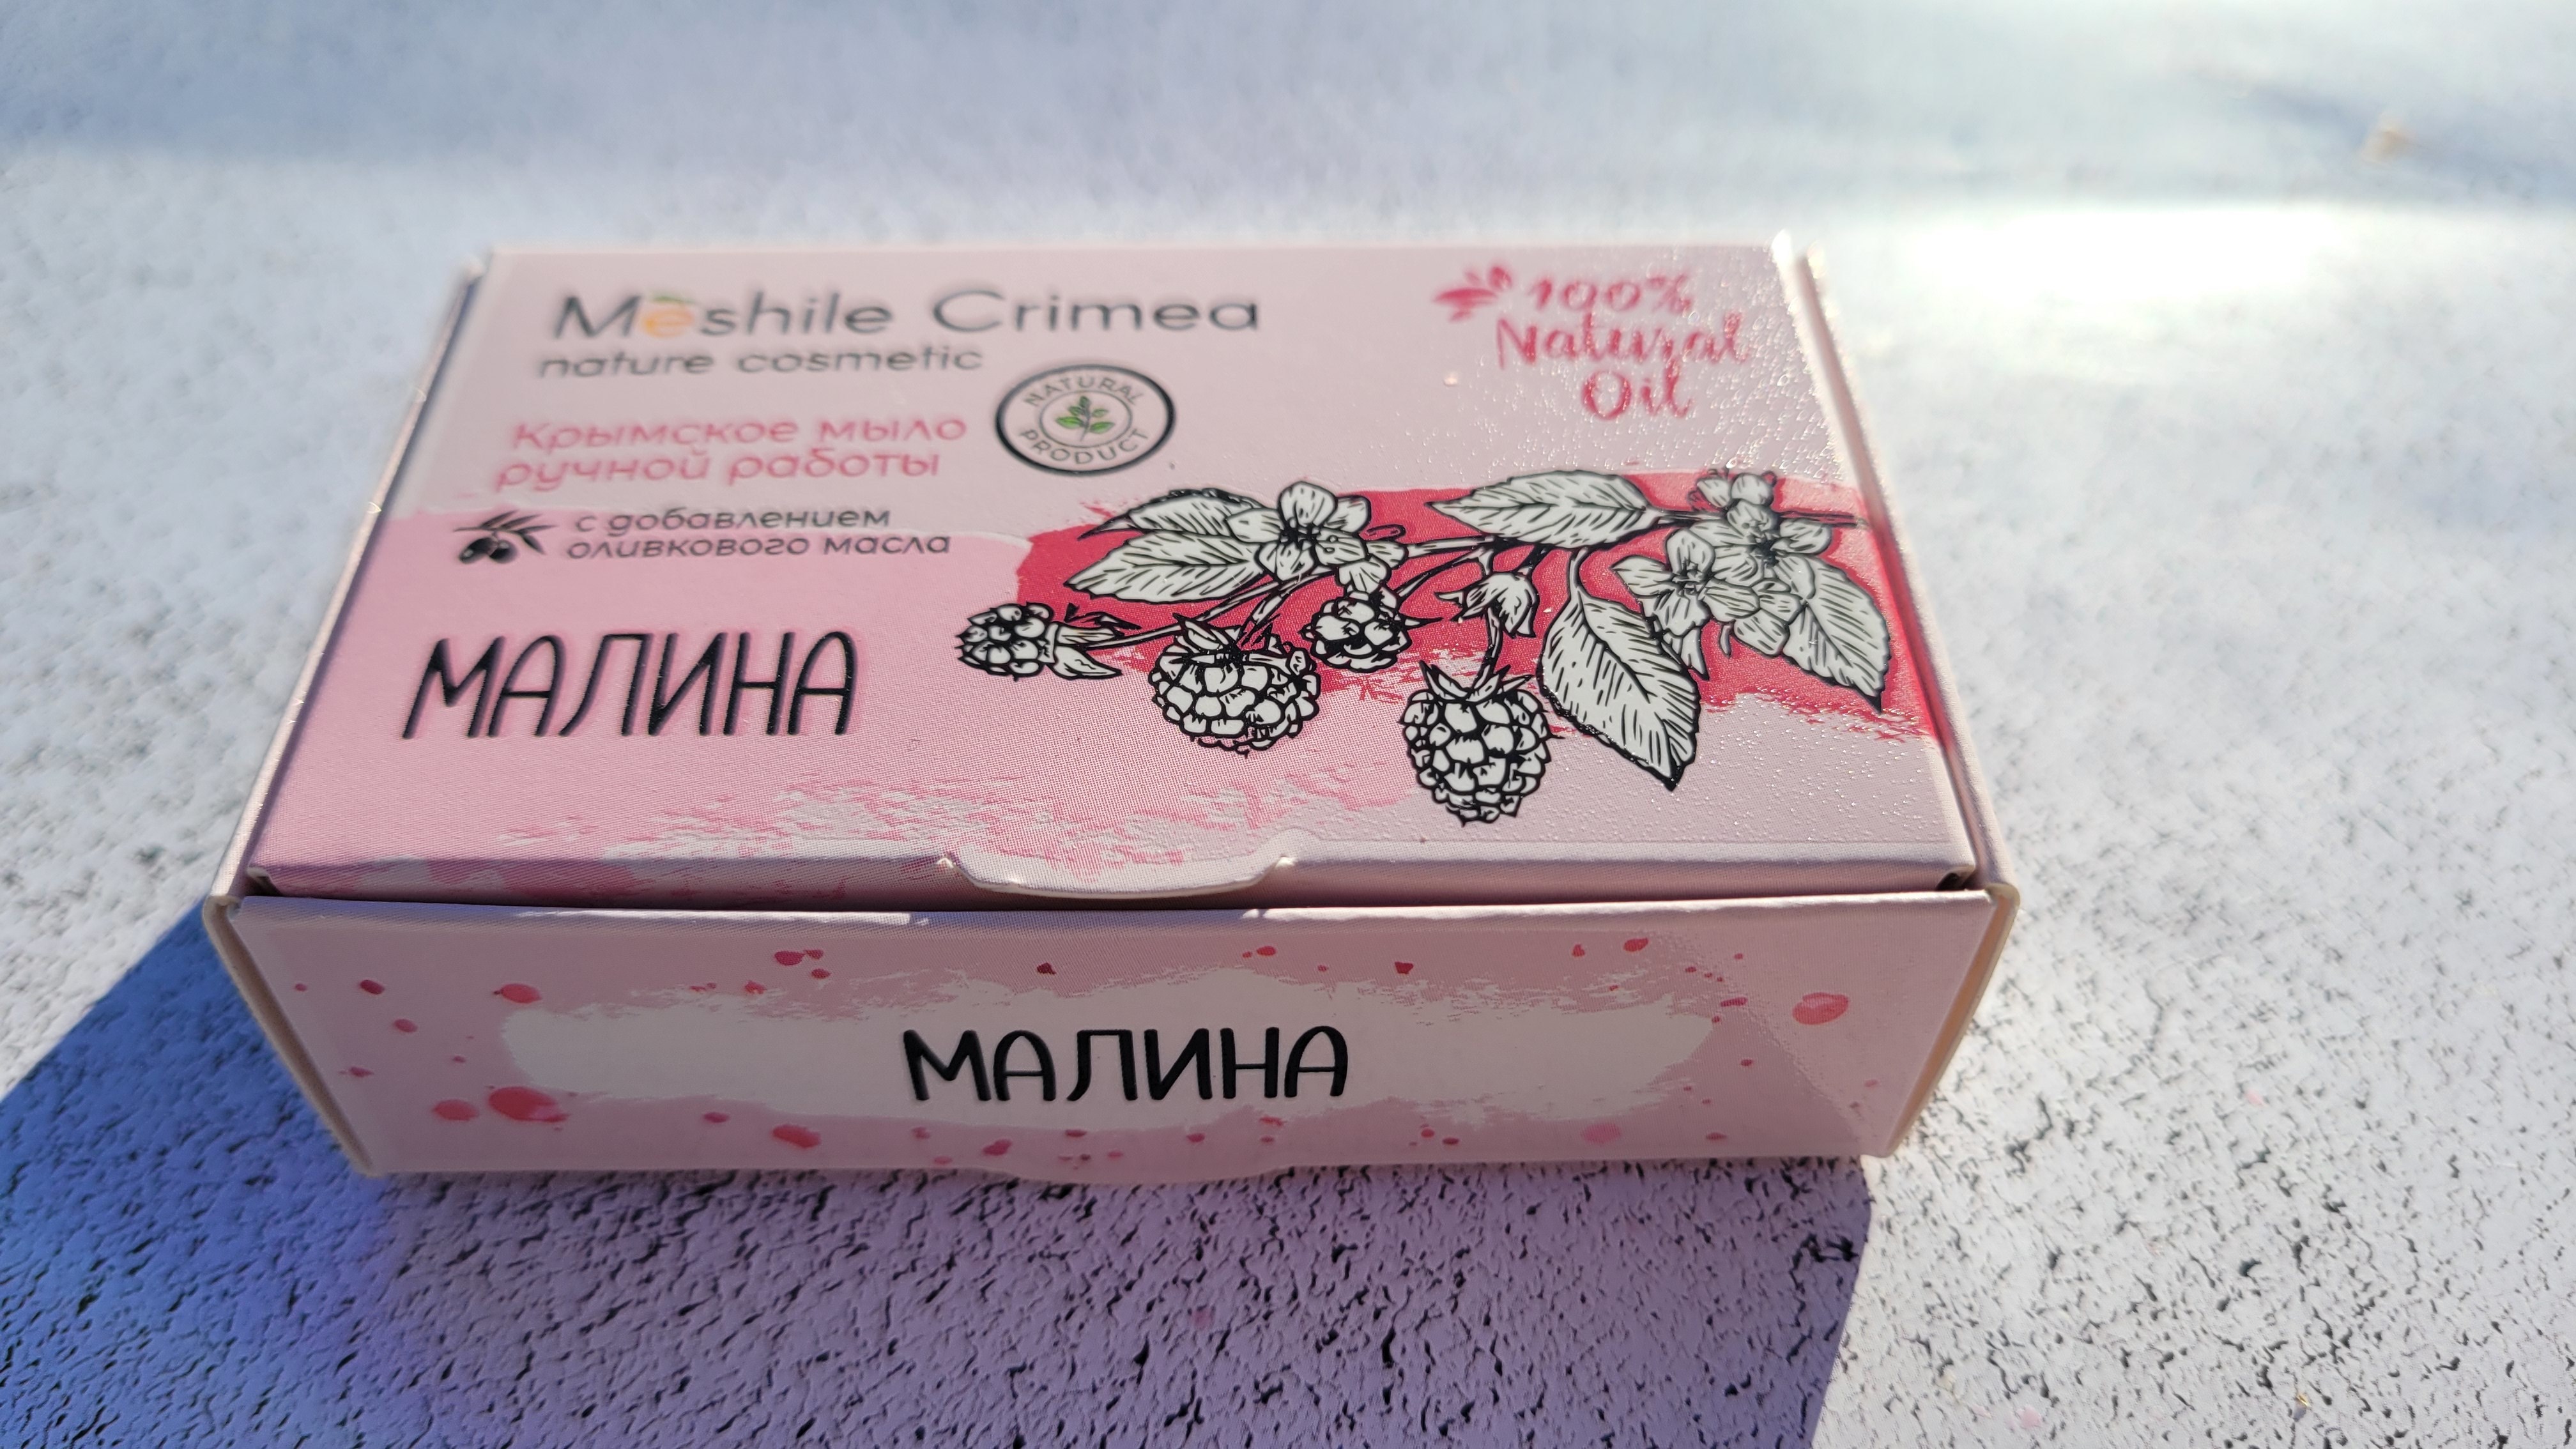 Meshile Crimea
nature cosmetic
NATURAL
PRODUCT
100%
Natural
Oil
Крымское мыло
ручной работы
с добавлением
оливкового масла
МАЛИНА
МАЛИНА